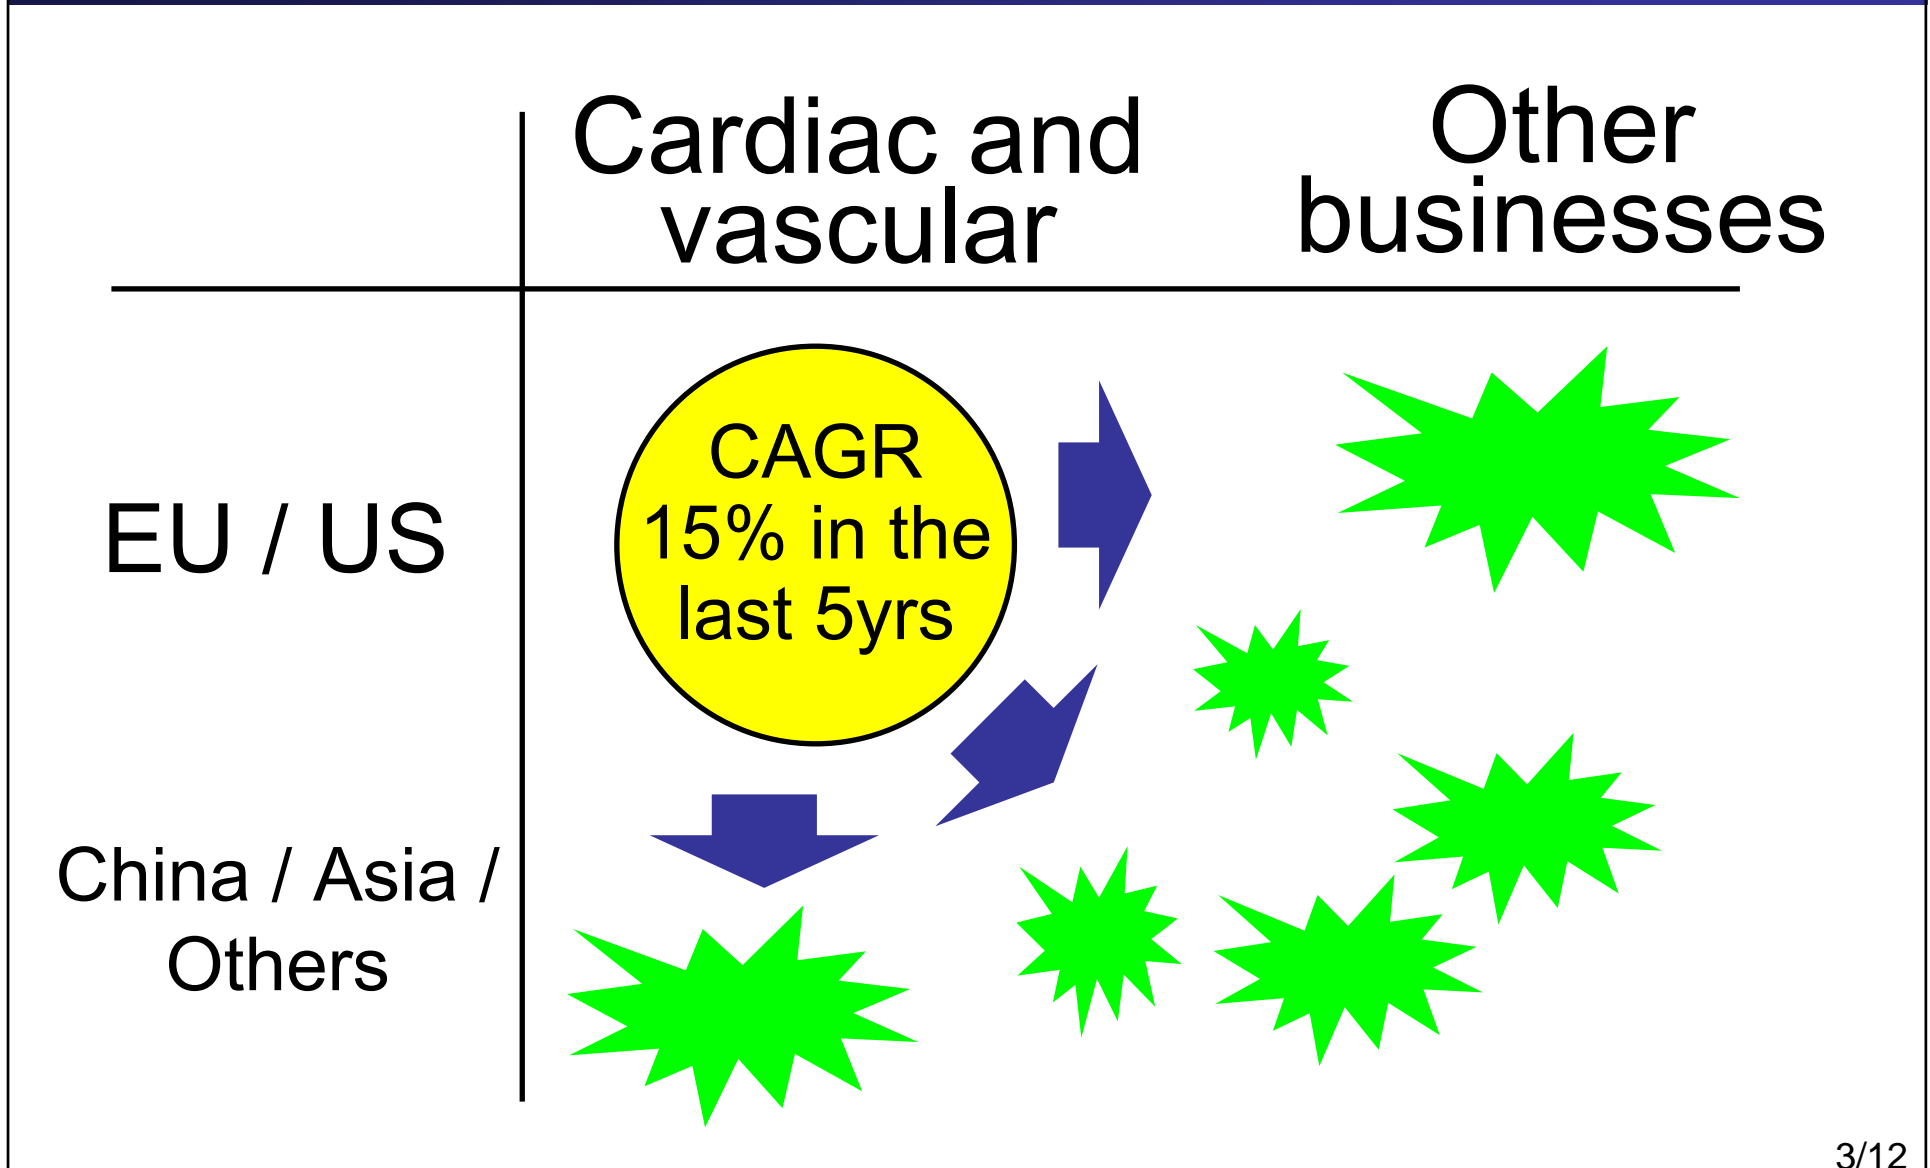 Cardiac and
vascular
Other
businesses
EU / US
CAGR
15% in the
last 5yrs
China / Asia /
Others
3/12